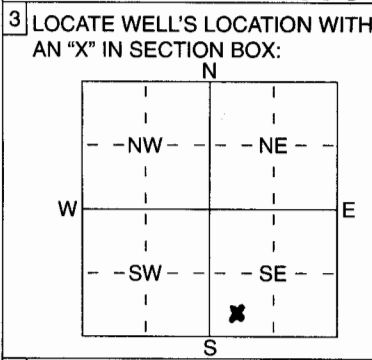 3 LOCATE WELL'S LOCATION WITH
AN “X” IN SECTION BOX:
N
NW NE
W E
SW SE
X
S